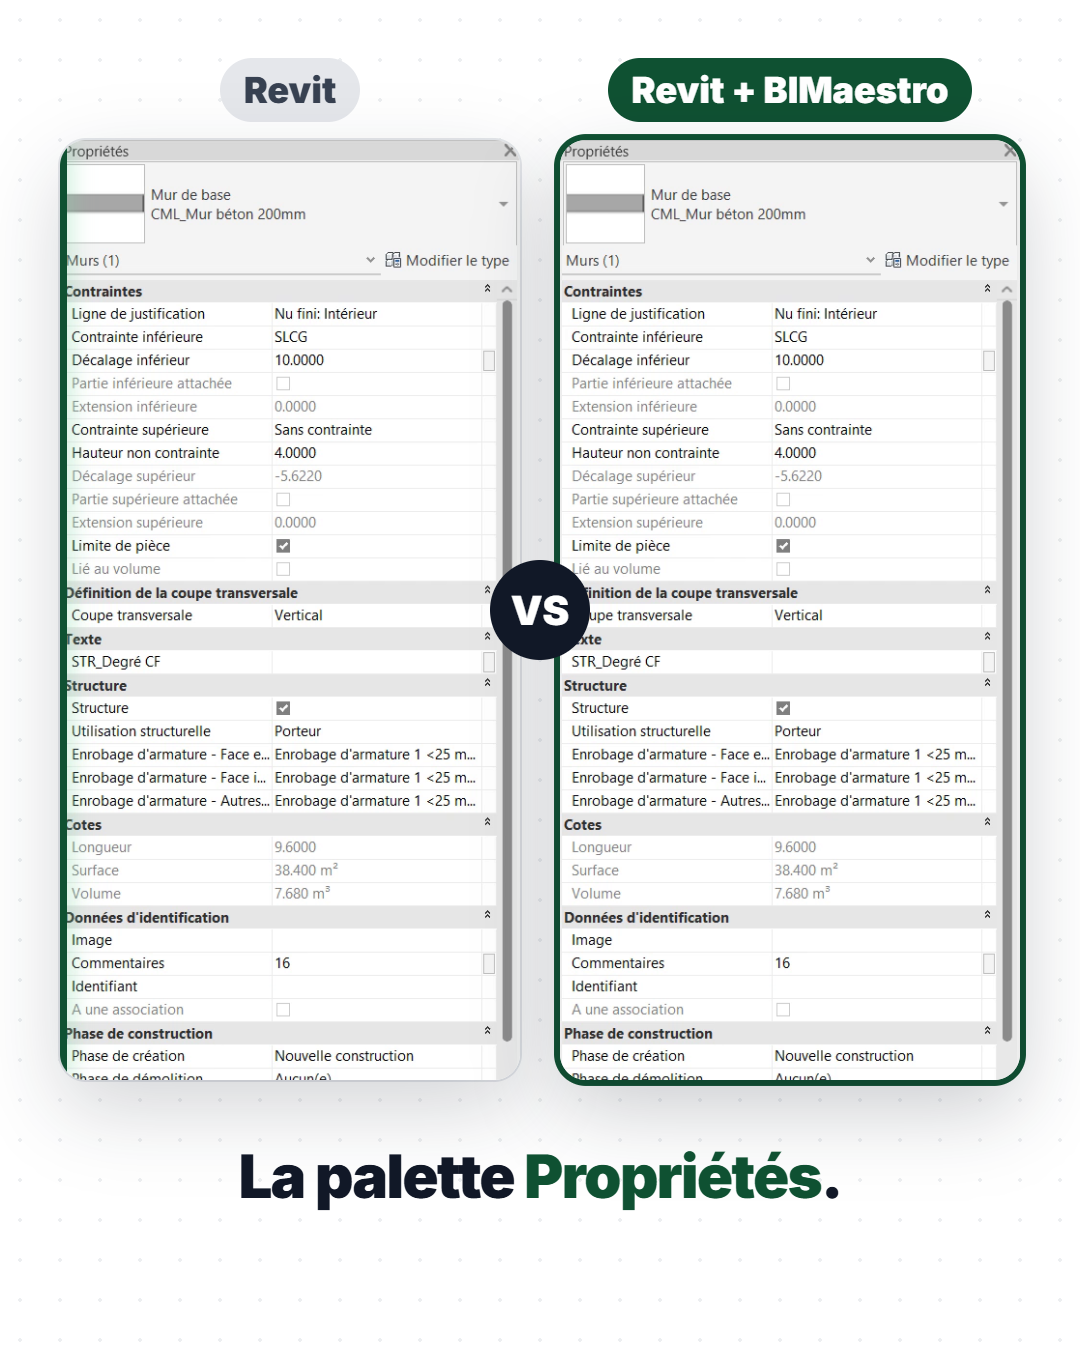 Revit
Revit + BIMaestro
Propriétés
Mur de base
CML_Mur béton 200mm
Murs (1) Modifier le type
Contraintes
Ligne de justification Nu fini: Intérieur
Contrainte inférieure SLCG
Décalage inférieur 10.0000
Partie inférieure attachée
Extension inférieure 0.0000
Contrainte supérieure Sans contrainte
Hauteur non contrainte 4.0000
Décalage supérieur -5.6220
Partie supérieure attachée
Extension supérieure 0.0000
Limite de pièce
Lié au volume
Définition de la coupe transversale
Coupe transversale Vertical
Texte
STR_Degré CF
Structure
Structure
Utilisation structurelle Porteur
Enrobage d'armature - Face e... Enrobage d'armature 1 <25 m...
Enrobage d'armature - Face i... Enrobage d'armature 1 <25 m...
Enrobage d'armature - Autres... Enrobage d'armature 1 <25 m...
Cotes
Longueur 9.6000
Surface 38.400 m²
Volume 7.680 m³
Données d'identification
Image
Commentaires 16
Identifiant
A une association
Phase de construction
Phase de création Nouvelle construction
Phase de démolition Aucun(e)
VS
Propriétés
Mur de base
CML_Mur béton 200mm
Murs (1) Modifier le type
Contraintes
Ligne de justification Nu fini: Intérieur
Contrainte inférieure SLCG
Décalage inférieur 10.0000
Partie inférieure attachée
Extension inférieure 0.0000
Contrainte supérieure Sans contrainte
Hauteur non contrainte 4.0000
Décalage supérieur -5.6220
Partie supérieure attachée
Extension supérieure 0.0000
Limite de pièce
Lié au volume
finition de la coupe transversale
upe transversale Vertical
xte
STR_Degré CF
Structure
Structure
Utilisation structurelle Porteur
Enrobage d'armature - Face e... Enrobage d'armature 1 <25 m...
Enrobage d'armature - Face i... Enrobage d'armature 1 <25 m...
Enrobage d'armature - Autres... Enrobage d'armature 1 <25 m...
Cotes
Longueur 9.6000
Surface 38.400 m²
Volume 7.680 m³
Données d'identification
Image
Commentaires 16
Identifiant
A une association
Phase de construction
Phase de création Nouvelle construction
Phase de démolition Aucun(e)
La palette Propriétés.